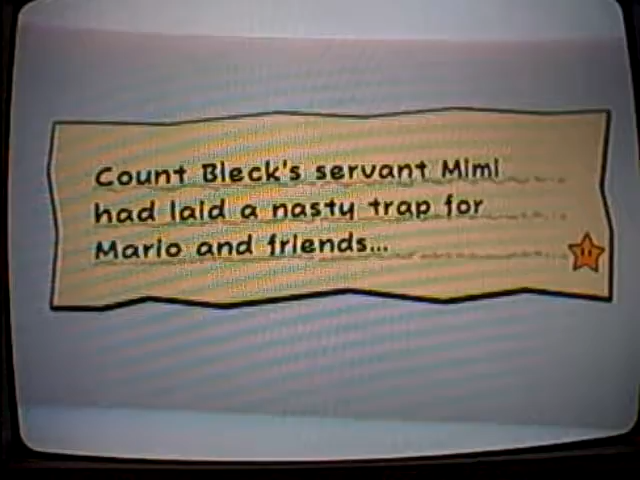 Count Bleck's servant Mimi
had laid a nasty trap for
Mario and friends...